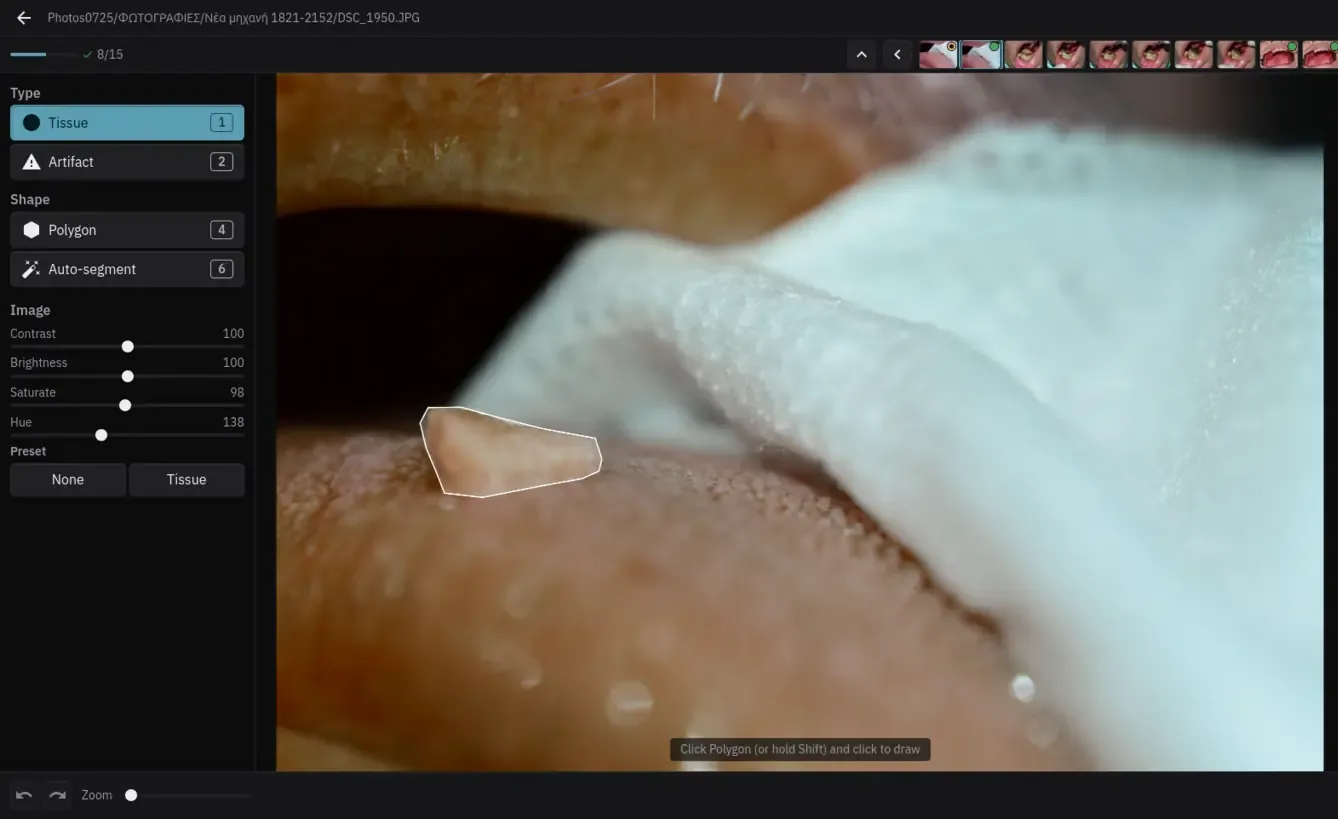 Photos0725/ΦΩΤΟΓΡΑΦΙΕΣ/Νέα μηχανή 1821-2152/DSC_1950.JPG
8/15
Type
Tissue 1
Artifact 2
Shape
Polygon 4
Auto-segment 6
Image
Contrast 100
Brightness 100
Saturate 98
Hue 138
Preset
None Tissue
Click Polygon (or hold Shift) and click to draw
Zoom